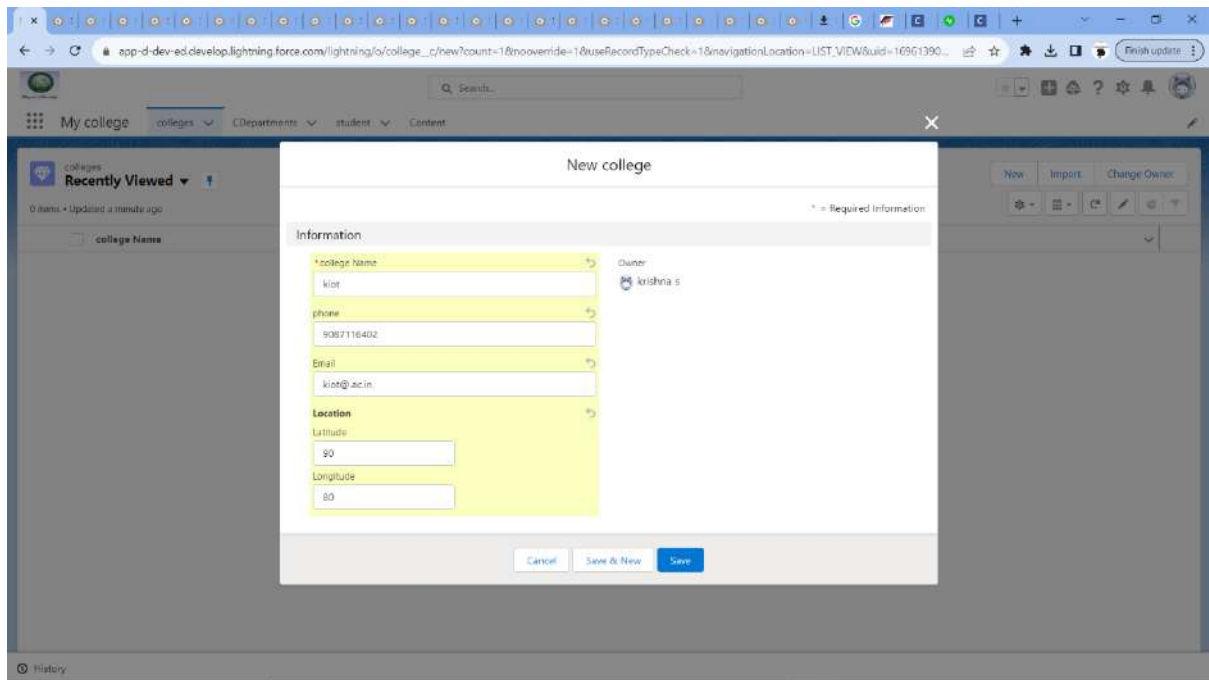 app-d-dev-ed.develop.lightning.force.com/lightning/o/college__c/new?count=1&nooverride=1&useRecordTypeCheck=1&navigationLocation=LIST_VIEW&uid=16961390...
Finish update
Search...
My college
colleges
CDepartments
student
Content
colleges
Recently Viewed
New
Import
Change Owner
0 items • Updated a minute ago
college Name
New college
* = Required Information
Information
*college Name
kiot
Owner
krishna s
phone
9087116402
Email
kiot@.ac.in
Location
Latitude
90
Longitude
80
Cancel
Save & New
Save
History